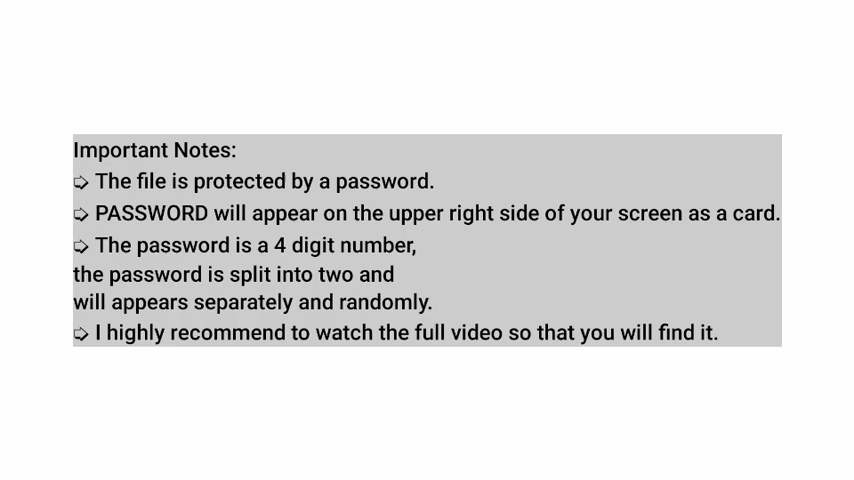 Important Notes:
➩ The file is protected by a password.
➩ PASSWORD will appear on the upper right side of your screen as a card.
➩ The password is a 4 digit number,
the password is split into two and
will appears separately and randomly.
➩ I highly recommend to watch the full video so that you will find it.